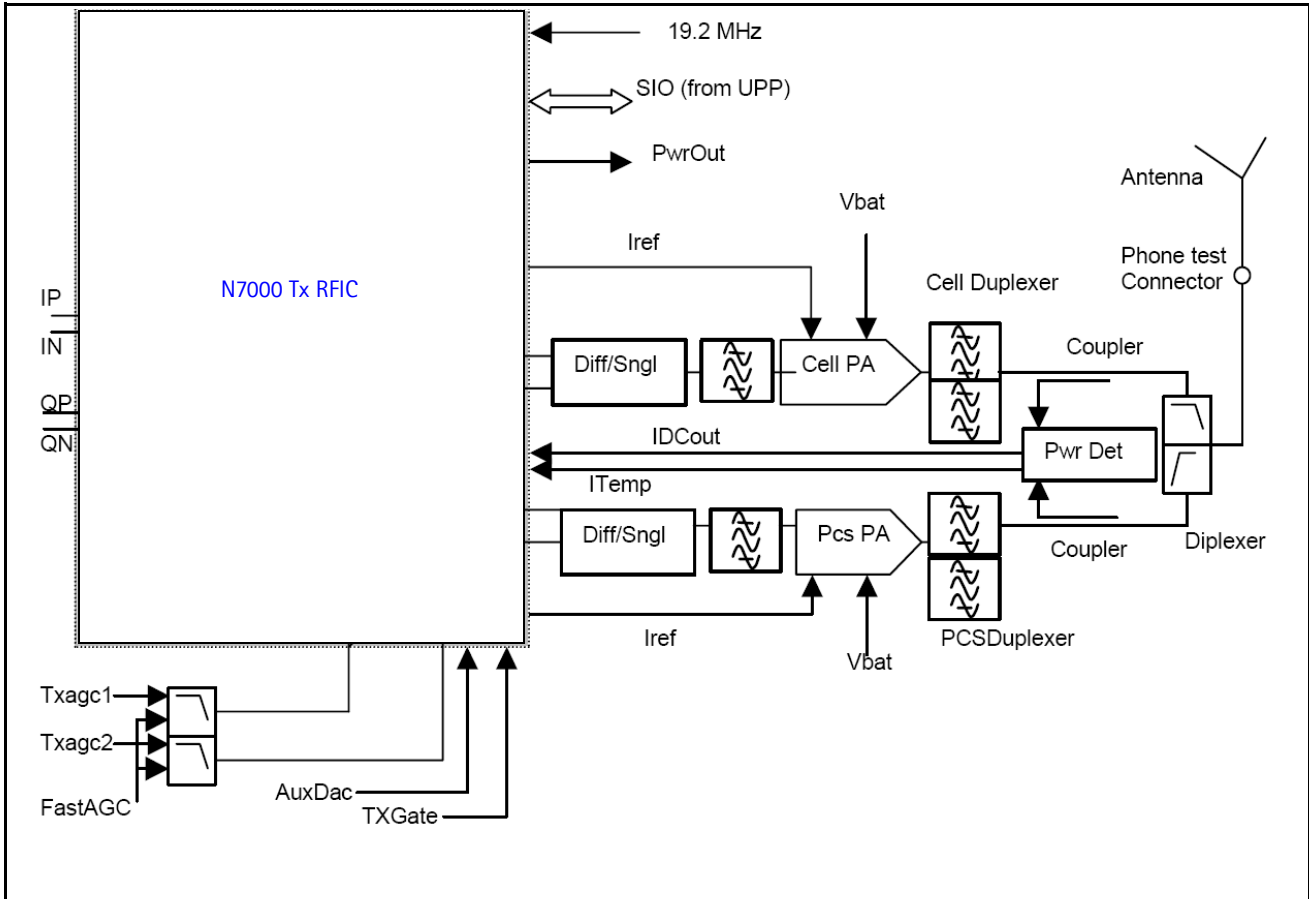 19.2 MHz
SIO (from UPP)
PwrOut
Antenna
Vbat
Iref
Phone test
Connector
Cell Duplexer
N7000 Tx RFIC
IP
IN
Diff/Sngl
Cell PA
Coupler
QP
QN
IDCout
Pwr Det
ITemp
Diff/Sngl
Pcs PA
Coupler
Diplexer
Iref
Vbat
PCSDuplexer
Txagc1
Txagc2
FastAGC
AuxDac
TXGate